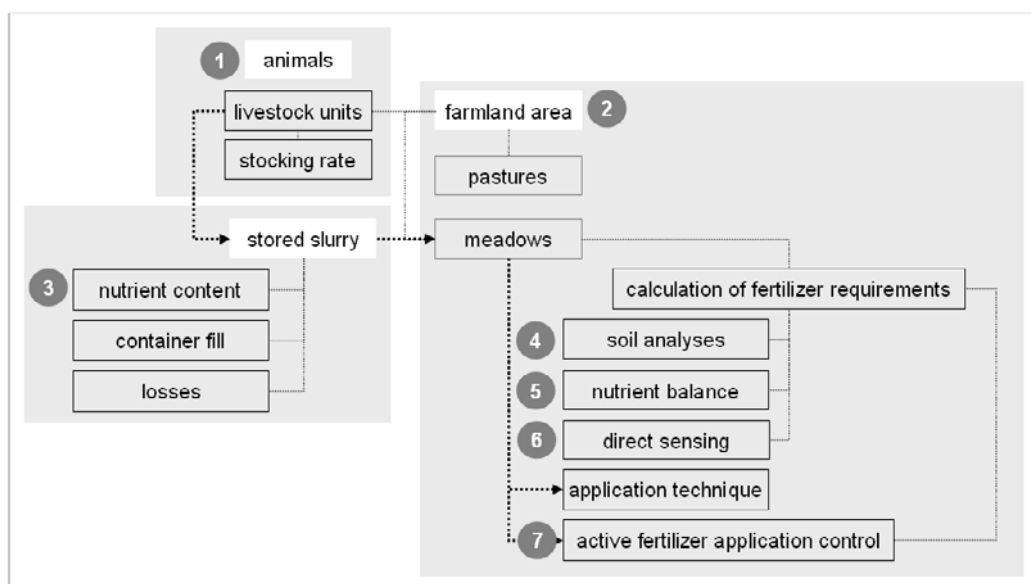 1 animals
livestock units
stocking rate
farmland area 2
pastures
stored slurry
meadows
3 nutrient content
container fill
losses
calculation of fertilizer requirements
4 soil analyses
5 nutrient balance
6 direct sensing
application technique
7 active fertilizer application control